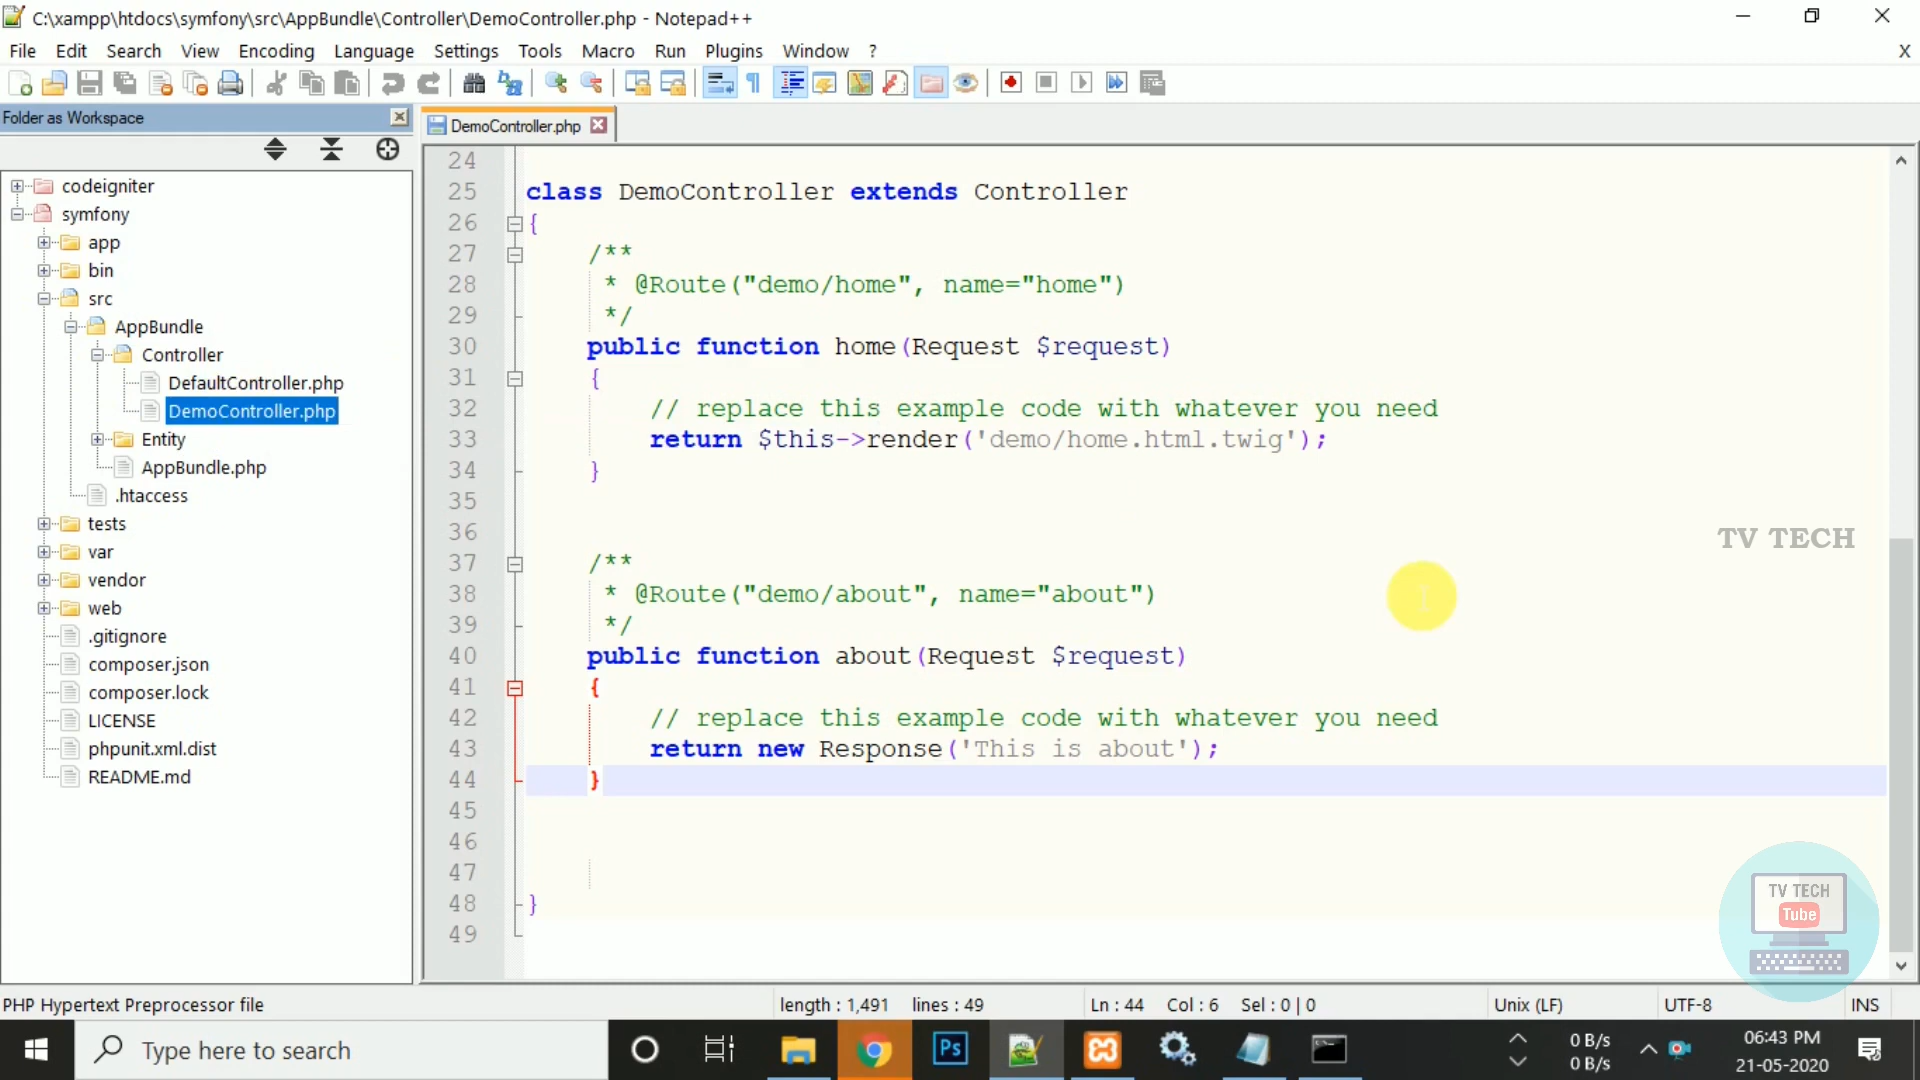 C:\xampp\htdocs\symfony\src\AppBundle\Controller\DemoController.php - Notepad++
File Edit Search View Encoding Language Settings Tools Macro Run Plugins Window ? X
Folder as Workspace
DemoController.php
codeigniter
symfony
app
bin
src
AppBundle
Controller
DefaultController.php
DemoController.php
Entity
AppBundle.php
.htaccess
tests
var
vendor
web
.gitignore
composer.json
composer.lock
LICENSE
phpunit.xml.dist
README.md
24
25 class DemoController extends Controller
26 {
27 /**
28 * @Route("demo/home", name="home")
29 */
30 public function home(Request $request)
31 {
32 // replace this example code with whatever you need
33 return $this->render('demo/home.html.twig');
34 }
35
36
37 /**
38 * @Route("demo/about", name="about")
39 */
40 public function about(Request $request)
41 {
42 // replace this example code with whatever you need
43 return new Response('This is about');
44 }
45
46
47
48 }
49
TV TECH
TV TECH
Tube
PHP Hypertext Preprocessor file length : 1,491 lines : 49 Ln : 44 Col : 6 Sel : 0 | 0 Unix (LF) UTF-8 INS
Type here to search
Ps
0 B/s
0 B/s
06:43 PM
21-05-2020